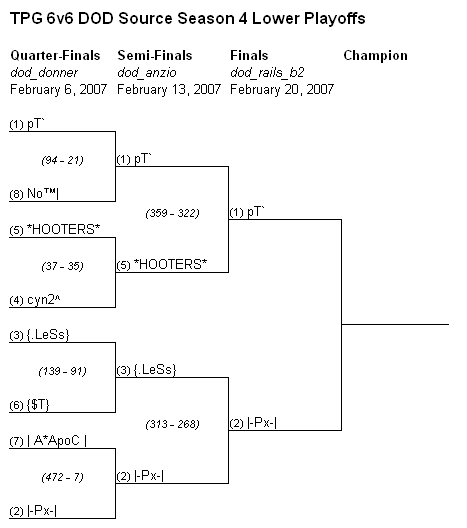 TPG 6v6 DOD Source Season 4 Lower Playoffs
Quarter-Finals Semi-Finals Finals Champion
dod_donner dod_anzio dod_rails_b2
February 6, 2007 February 13, 2007 February 20, 2007
(1) pT`
(94 - 21)
(1) pT`
(8) No™|
(359 - 322)
(1) pT`
(5) *HOOTERS*
(37 - 35)
(5) *HOOTERS*
(4) cyn2^
(3) {.LeSs}
(139 - 91)
(3) {.LeSs}
(6) {$T}
(313 - 268)
(2) |-Px-|
(7) | A*ApoC |
(472 - 7)
(2) |-Px-|
(2) |-Px-|